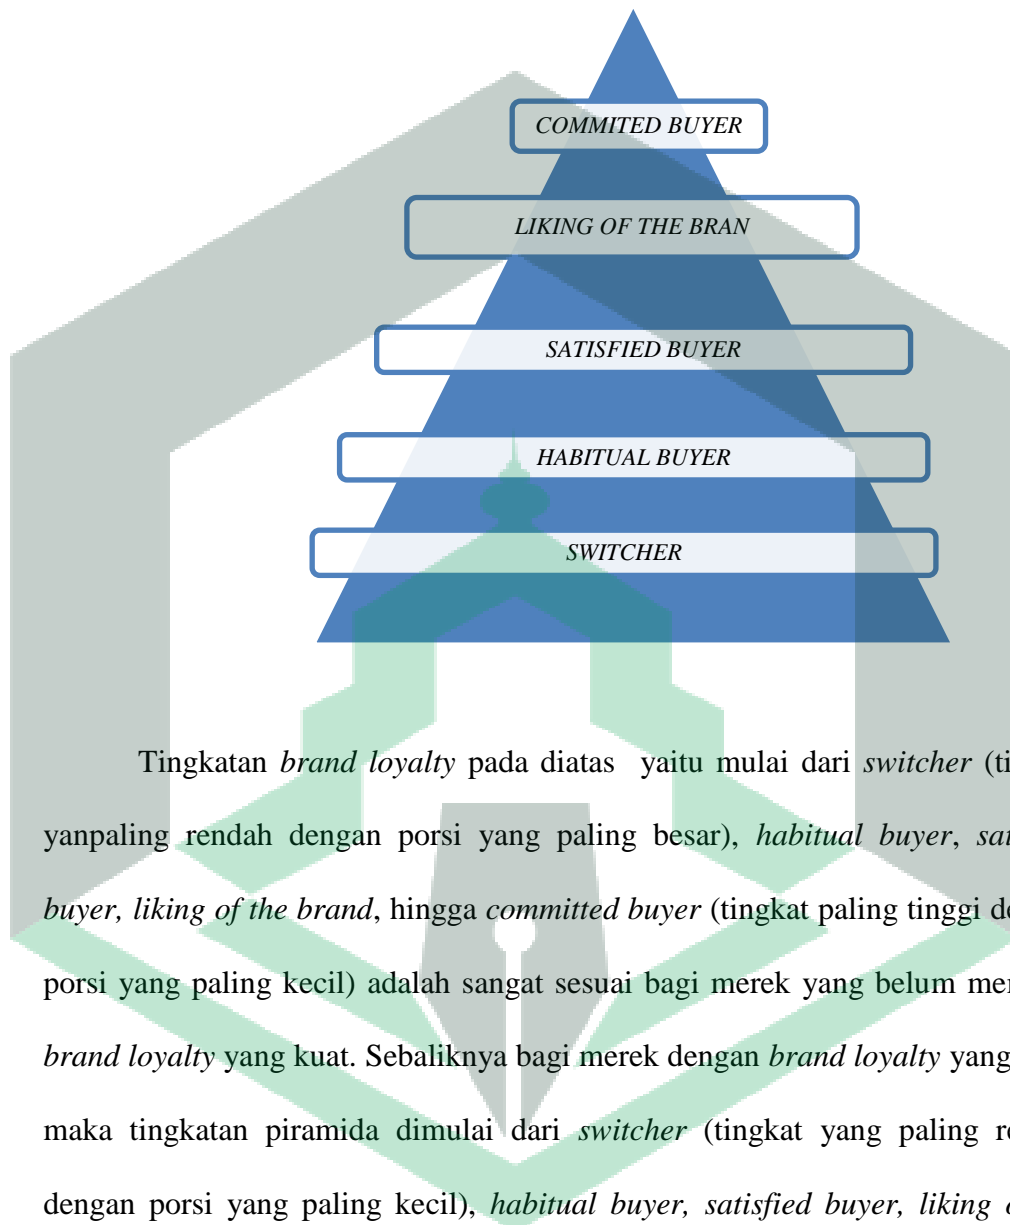 COMMITED BUYER
LIKING OF THE BRAN
SATISFIED BUYER
HABITUAL BUYER
SWITCHER
Tingkatan brand loyalty pada diatas yaitu mulai dari switcher (ti
yanpaling rendah dengan porsi yang paling besar), habitual buyer, sat
buyer, liking of the brand, hingga committed buyer (tingkat paling tinggi de
porsi yang paling kecil) adalah sangat sesuai bagi merek yang belum mem
brand loyalty yang kuat. Sebaliknya bagi merek dengan brand loyalty yang
maka tingkatan piramida dimulai dari switcher (tingkat yang paling re
dengan porsi yang paling kecil), habitual buyer, satisfied buyer, liking o